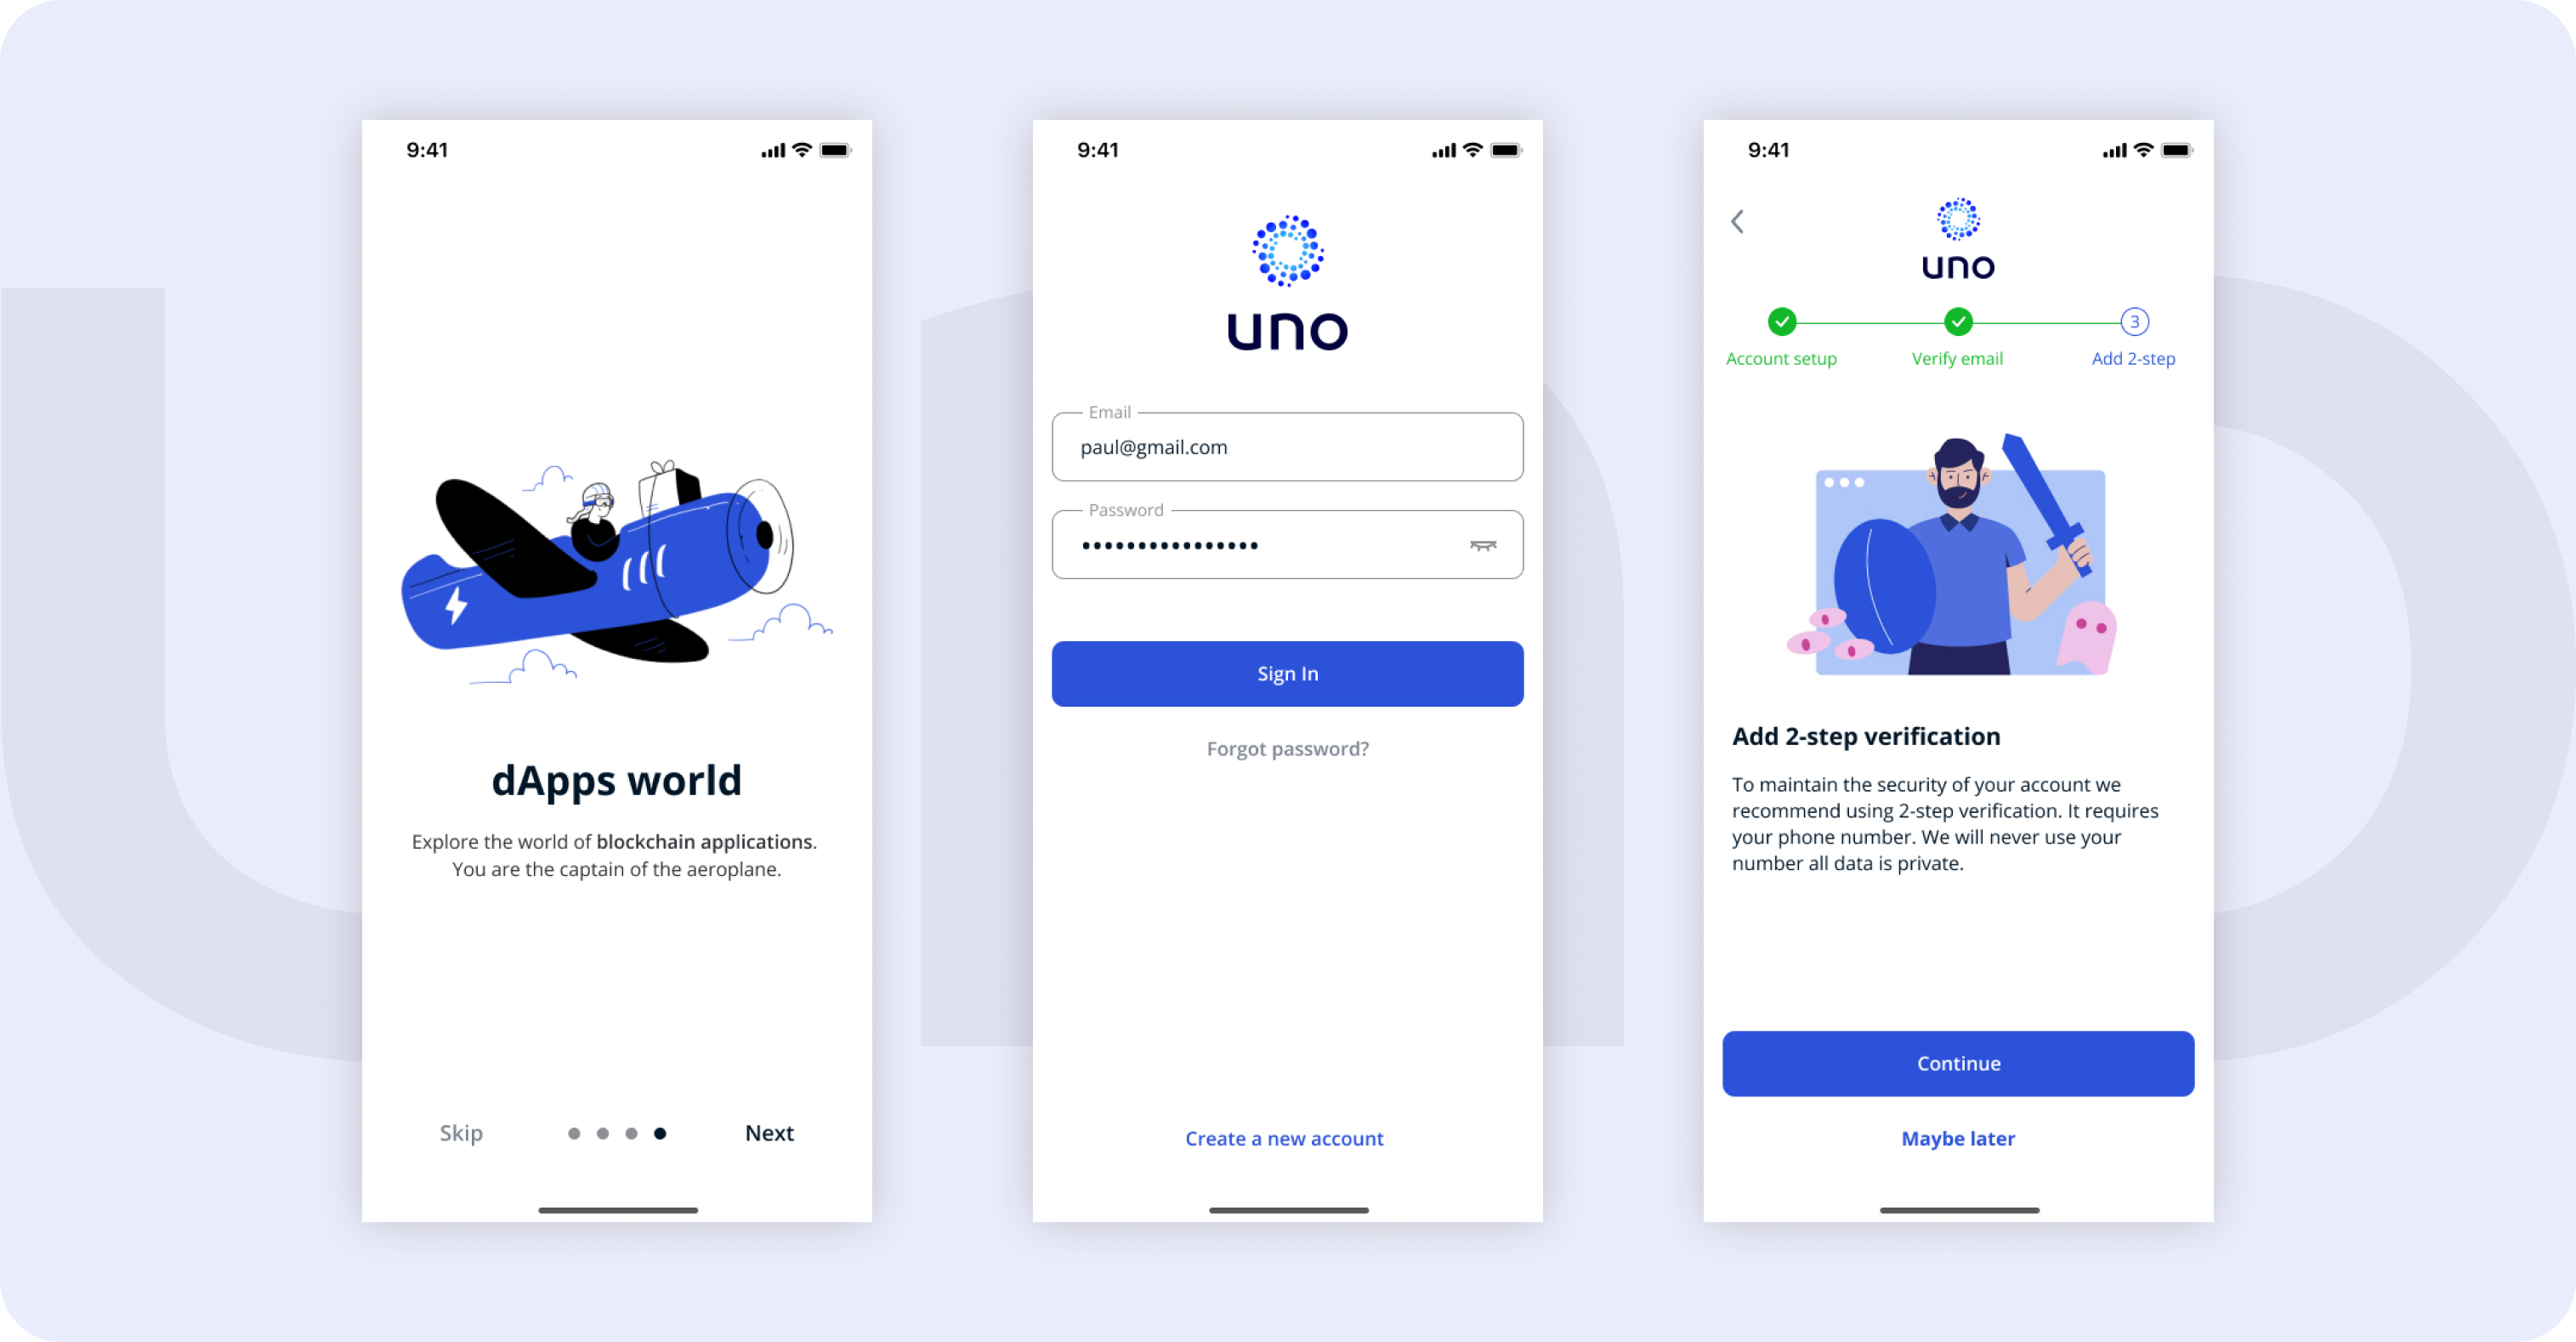 9:41
dApps world
Explore the world of blockchain applications.
You are the captain of the aeroplane.
Skip
Next
9:41
uno
Email
paul@gmail.com
Password
Sign In
Forgot password?
Create a new account
9:41
uno
3
Account setup
Verify email
Add 2-step
Add 2-step verification
To maintain the security of your account we
recommend using 2-step verification. It requires
your phone number. We will never use your
number all data is private.
Continue
Maybe later
uno